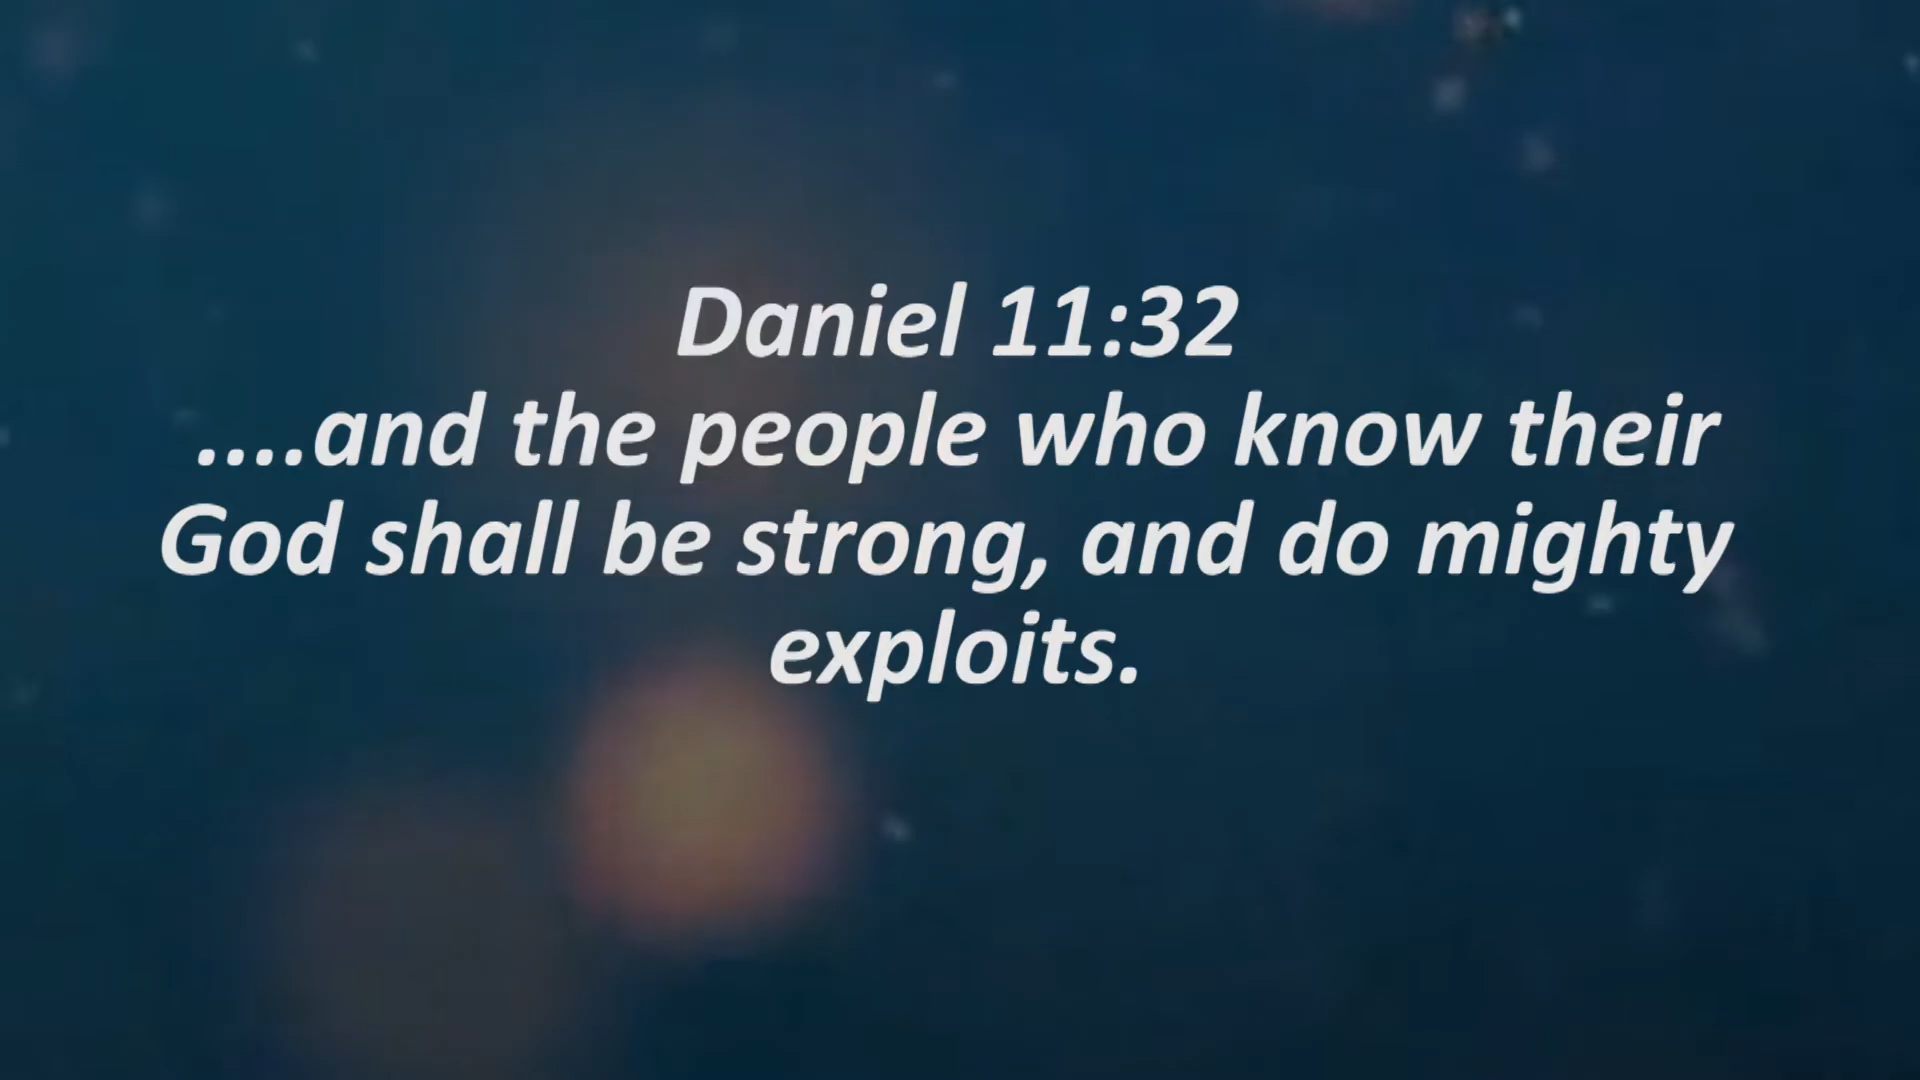 Daniel 11:32
....and the people who know their
God shall be strong, and do mighty
exploits.